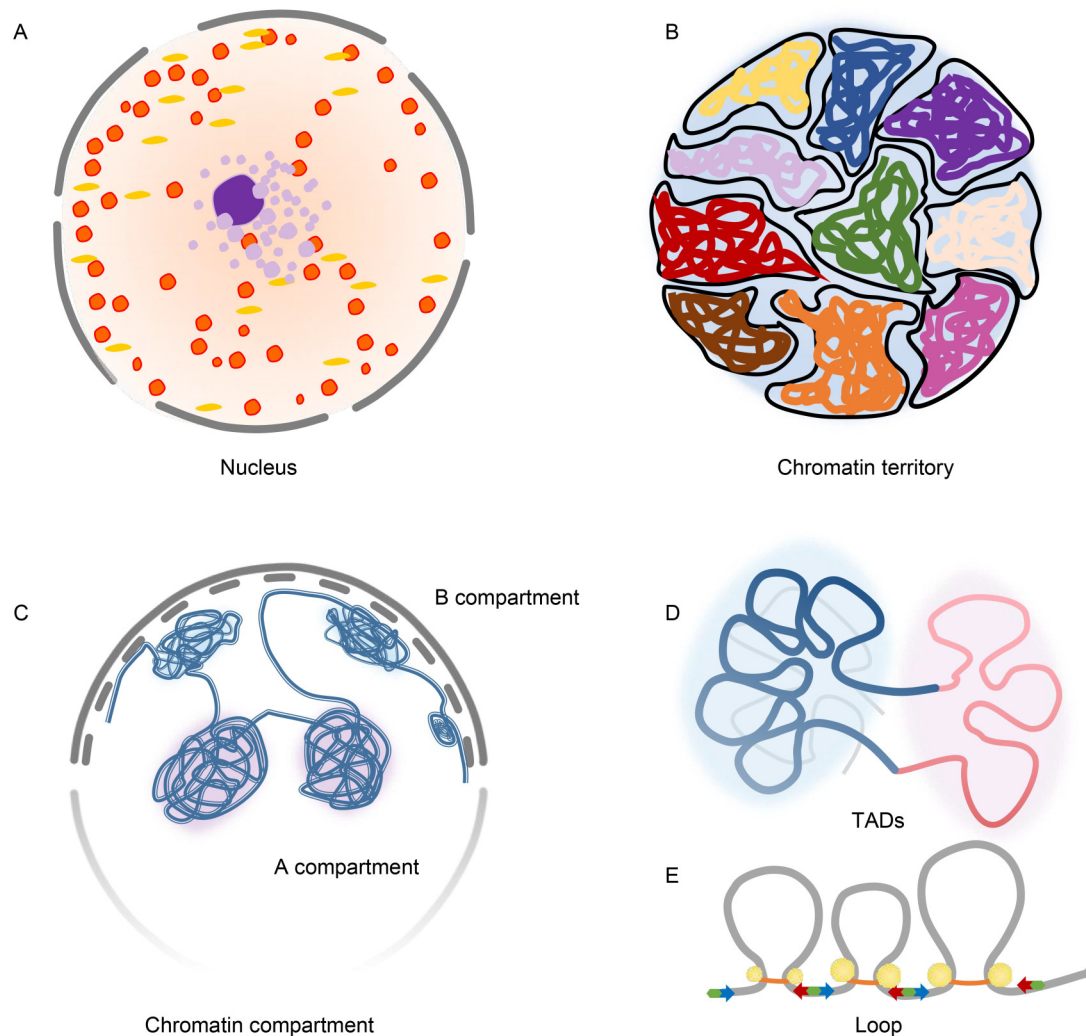 A
B
Nucleus
Chromatin territory
C
B compartment
D
A compartment
TADs
E
Chromatin compartment
Loop